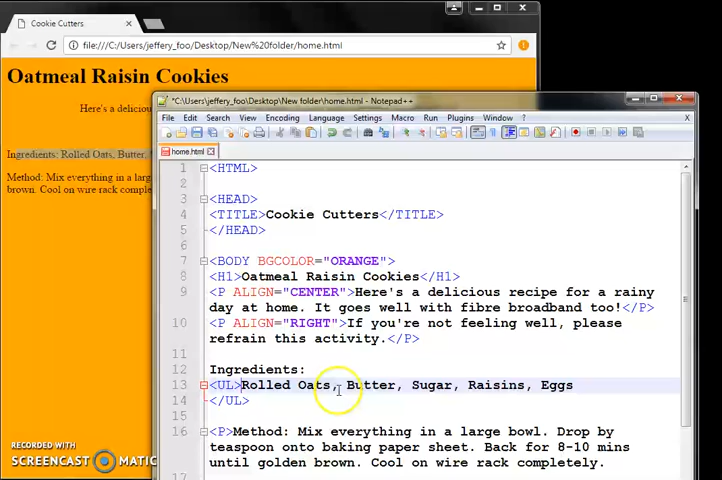 Cookie Cutters
file:///C:/Users/jeffery_foo/Desktop/New%20folder/home.html
Oatmeal Raisin Cookies
Here's a deliciou
Ingredients: Rolled Oats, Butter,
Method: Mix everything in a large
brown. Cool on wire rack comple
*C:\Users\jeffery_foo\Desktop\New folder\home.html - Notepad++
File Edit Search View Encoding Language Settings Macro Run Plugins Window ? X
home.html
1 <HTML>
2
3 <HEAD>
4 <TITLE>Cookie Cutters</TITLE>
5 </HEAD>
6
7 <BODY BGCOLOR="ORANGE">
8 <H1>Oatmeal Raisin Cookies</H1>
9 <P ALIGN="CENTER">Here's a delicious recipe for a rainy
day at home. It goes well with fibre broadband too!</P>
10 <P ALIGN="RIGHT">If you're not feeling well, please
refrain this activity.</P>
11
12 Ingredients:
13 <UL>Rolled Oats, Butter, Sugar, Raisins, Eggs
14 </UL>
15
16 <P>Method: Mix everything in a large bowl. Drop by
teaspoon onto baking paper sheet. Back for 8-10 mins
until golden brown. Cool on wire rack completely.
17
RECORDED WITH
SCREENCAST MATIC